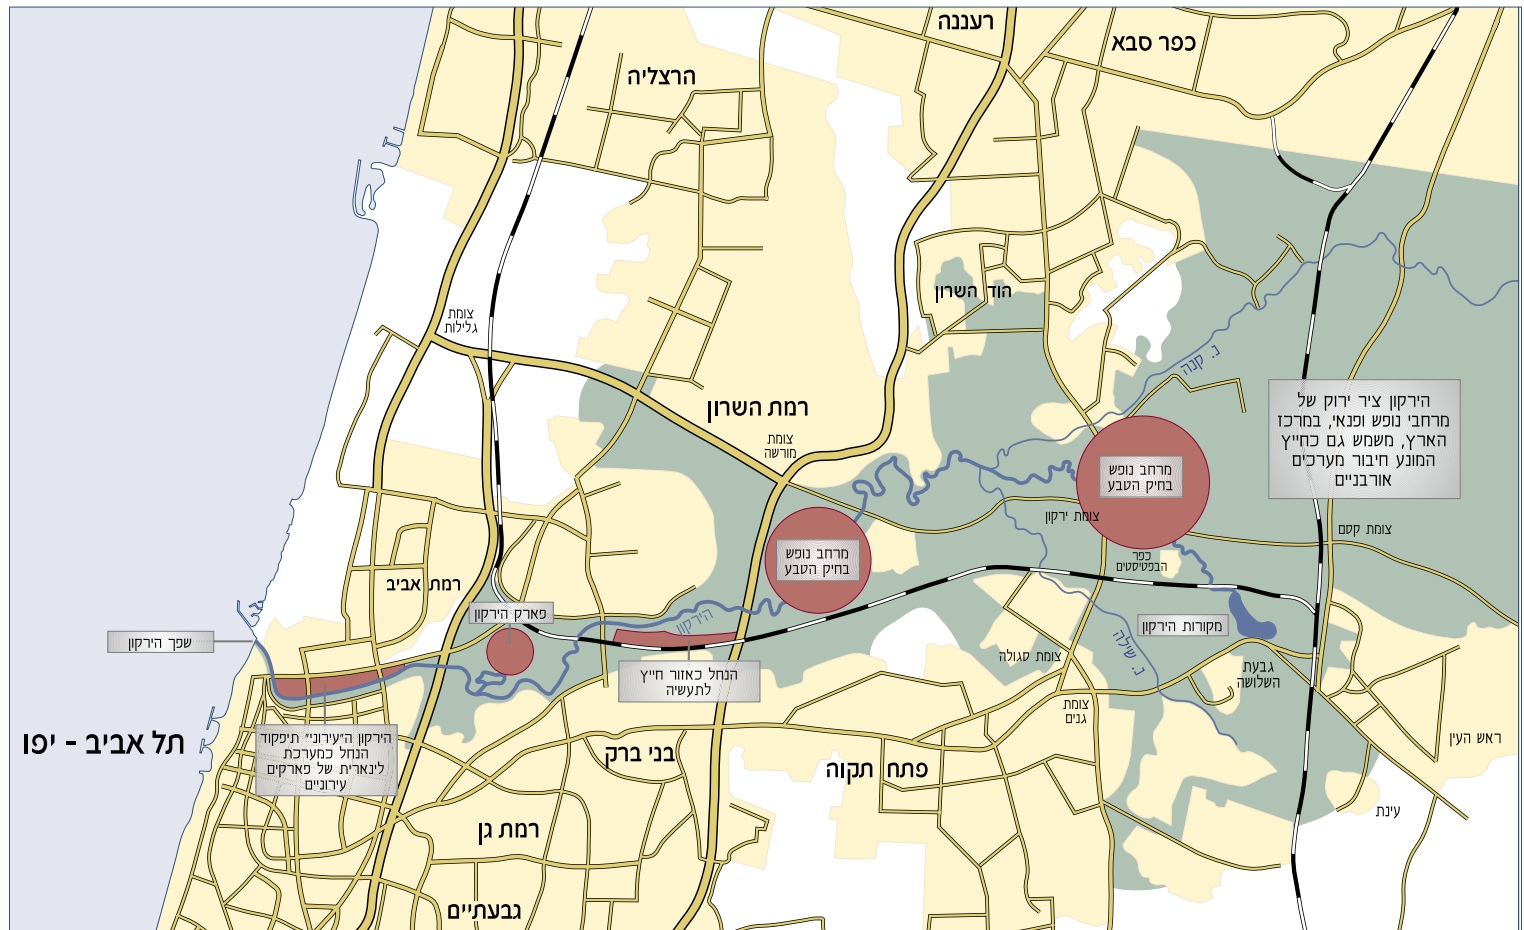 רעננה
כפר סבא
הרצליה
הוד השרון
צומת
גלילות
נ. קנה
רמת השרון
הירקון ציר ירוק של
מרחבי נופש ופנאי, במרכז
הארץ, משמש גם כחייץ
המונע חיבור מערכים
אורבניים
צומת
מורשה
מרחב נופש
בחיק הטבע
צומת ירקון
צומת קסם
מרחב נופש
בחיק הטבע
כפר
הבפטיסטים
רמת אביב
פארק הירקון
הירקון
מקורות הירקון
שפך הירקון
נ. שילה
צומת סגולה
הנחל כאזור חייץ
לתעשיה
גבעת
השלושה
צומת
גנים
תל אביב - יפו
הירקון ה"עירוני" תיפקוד
הנחל כמערכת
לינארית של פארקים
עירוניים
בני ברק
ראש העין
פתח תקוה
עינת
רמת גן
גבעתיים